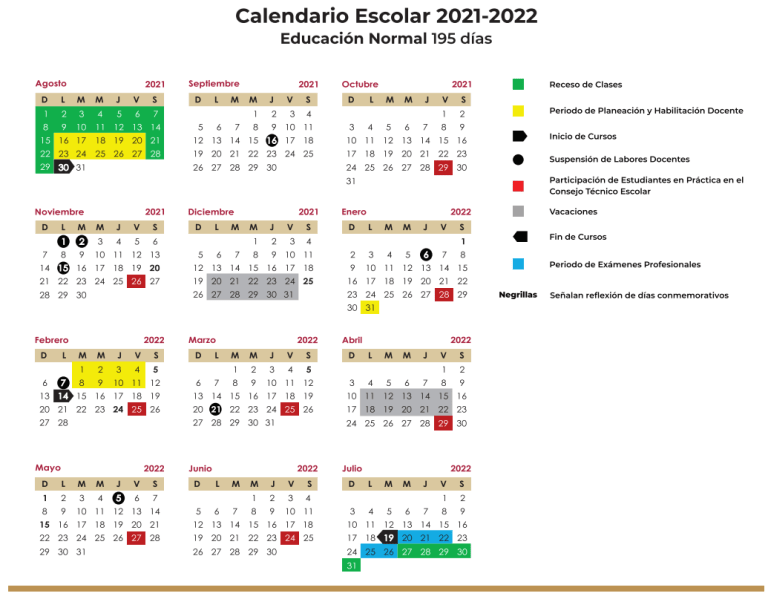 Calendario Escolar 2021-2022
Educación Normal 195 días
Agosto 2021
D L M M J V S
1 2 3 4 5 6 7
8 9 10 11 12 13 14
15 16 17 18 19 20 21
22 23 24 25 26 27 28
29 30 31
Septiembre 2021
D L M M J V S
1 2 3 4
5 6 7 8 9 10 11
12 13 14 15 16 17 18
19 20 21 22 23 24 25
26 27 28 29 30
Octubre 2021
D L M M J V S
1 2
3 4 5 6 7 8 9
10 11 12 13 14 15 16
17 18 19 20 21 22 23
24 25 26 27 28 29 30
31
Noviembre 2021
D L M M J V S
1 2 3 4 5 6
7 8 9 10 11 12 13
14 15 16 17 18 19 20
21 22 23 24 25 26 27
28 29 30
Diciembre 2021
D L M M J V S
1 2 3 4
5 6 7 8 9 10 11
12 13 14 15 16 17 18
19 20 21 22 23 24 25
26 27 28 29 30 31
Enero 2022
D L M M J V S
1
2 3 4 5 6 7 8
9 10 11 12 13 14 15
16 17 18 19 20 21 22
23 24 25 26 27 28 29
30 31
Febrero 2022
D L M M J V S
1 2 3 4 5
6 7 8 9 10 11 12
13 14 15 16 17 18 19
20 21 22 23 24 25 26
27 28
Marzo 2022
D L M M J V S
1 2 3 4 5
6 7 8 9 10 11 12
13 14 15 16 17 18 19
20 21 22 23 24 25 26
27 28 29 30 31
Abril 2022
D L M M J V S
1 2
3 4 5 6 7 8 9
10 11 12 13 14 15 16
17 18 19 20 21 22 23
24 25 26 27 28 29 30
Mayo 2022
D L M M J V S
1 2 3 4 5 6 7
8 9 10 11 12 13 14
15 16 17 18 19 20 21
22 23 24 25 26 27 28
29 30 31
Junio 2022
D L M M J V S
1 2 3 4
5 6 7 8 9 10 11
12 13 14 15 16 17 18
19 20 21 22 23 24 25
26 27 28 29 30
Julio 2022
D L M M J V S
1 2
3 4 5 6 7 8 9
10 11 12 13 14 15 16
17 18 19 20 21 22 23
24 25 26 27 28 29 30
31
Receso de Clases
Periodo de Planeación y Habilitación Docente
Inicio de Cursos
Suspensión de Labores Docentes
Participación de Estudiantes en Práctica en el
Consejo Técnico Escolar
Vacaciones
Fin de Cursos
Periodo de Exámenes Profesionales
Negrillas Señalan reflexión de días conmemorativos